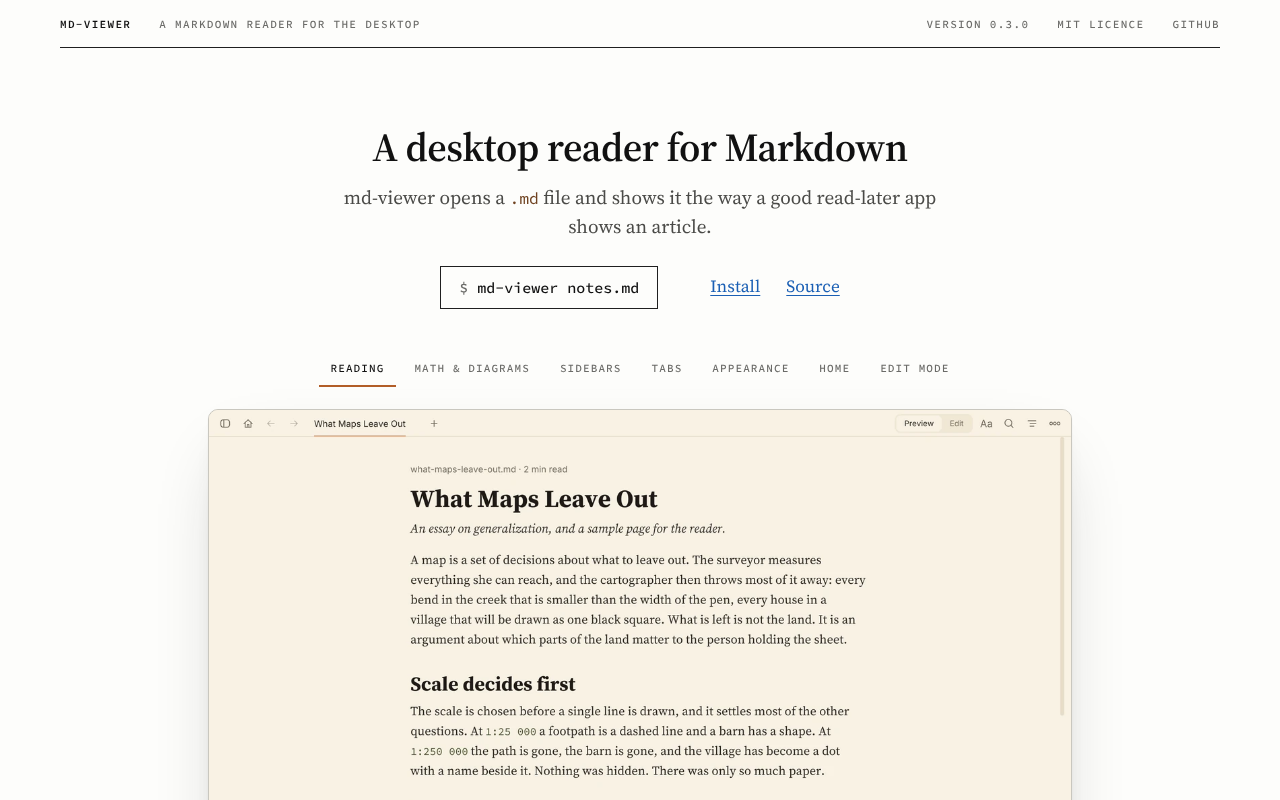 MD-VIEWER A MARKDOWN READER FOR THE DESKTOP VERSION 0.3.0 MIT LICENCE GITHUB
A desktop reader for Markdown
md-viewer opens a .md file and shows it the way a good read-later app
shows an article.
$ md-viewer notes.md Install Source
READING MATH & DIAGRAMS SIDEBARS TABS APPEARANCE HOME EDIT MODE
What Maps Leave Out + Preview Edit Aa
what-maps-leave-out.md · 2 min read
What Maps Leave Out
An essay on generalization, and a sample page for the reader.
A map is a set of decisions about what to leave out. The surveyor measures
everything she can reach, and the cartographer then throws most of it away: every
bend in the creek that is smaller than the width of the pen, every house in a
village that will be drawn as one black square. What is left is not the land. It is an
argument about which parts of the land matter to the person holding the sheet.
Scale decides first
The scale is chosen before a single line is drawn, and it settles most of the other
questions. At 1:25 000 a footpath is a dashed line and a barn has a shape. At
1:250 000 the path is gone, the barn is gone, and the village has become a dot
with a name beside it. Nothing was hidden. There was only so much paper.